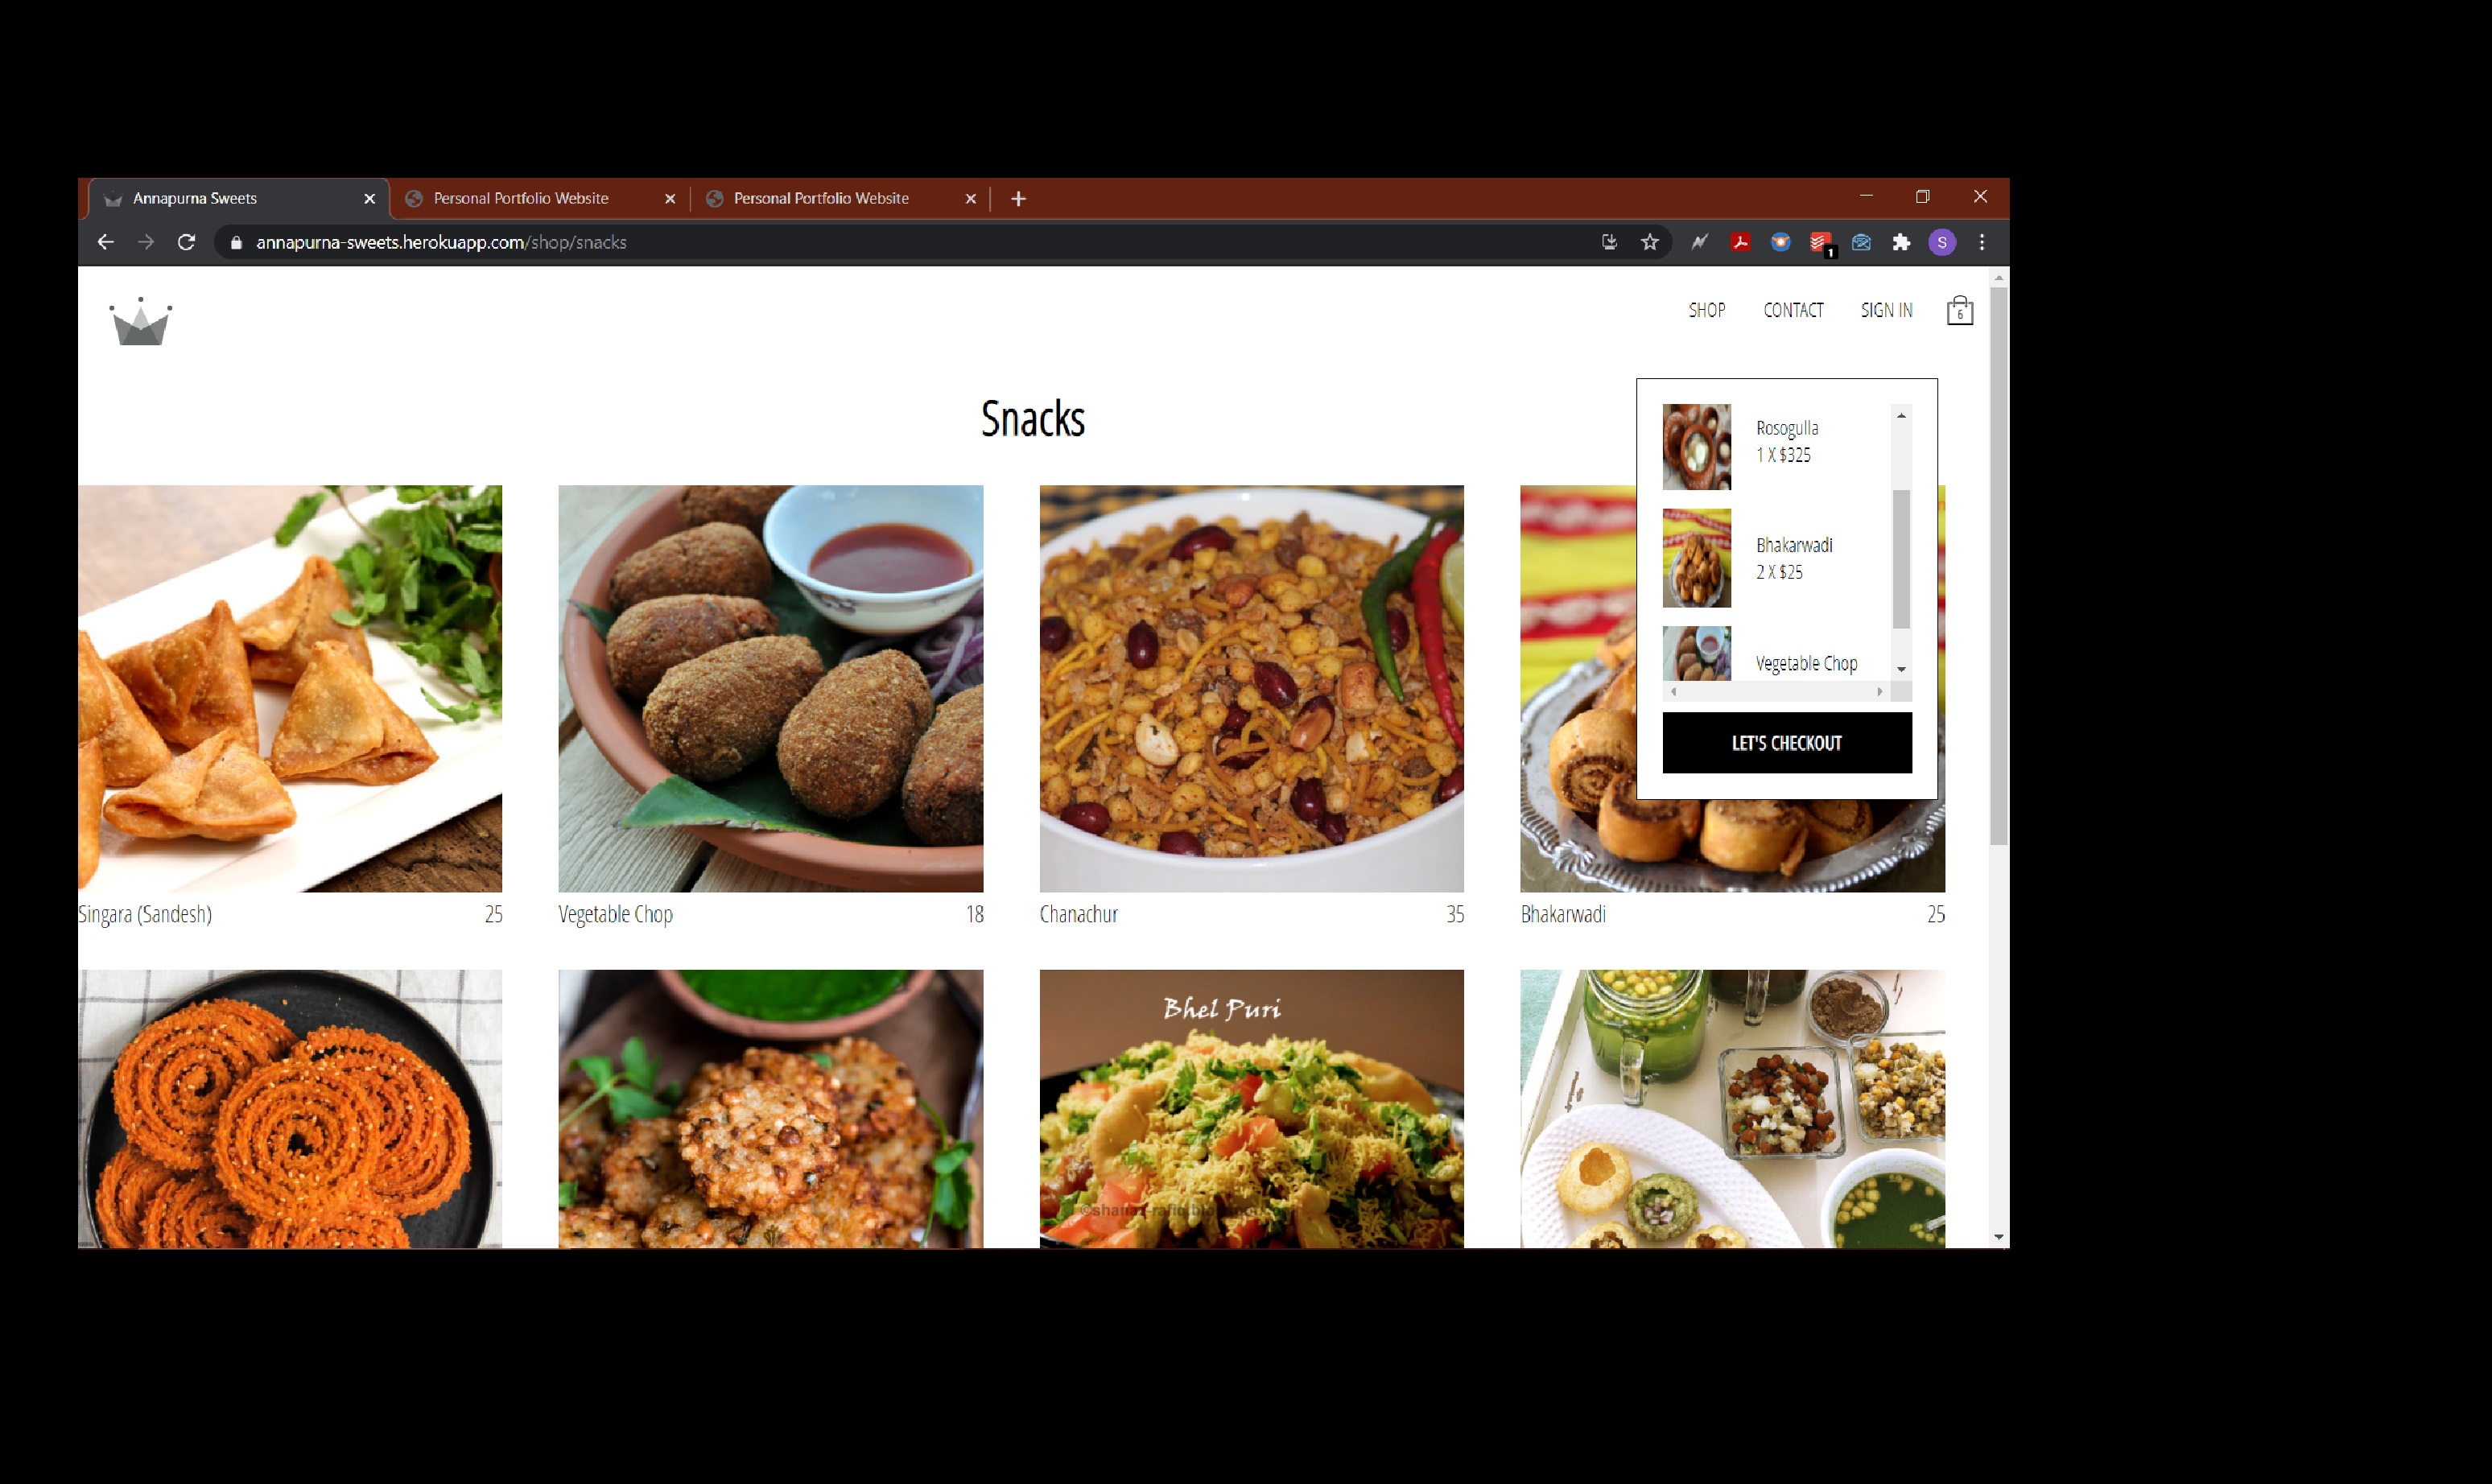 Annapurna Sweets
Personal Portfolio Website
Personal Portfolio Website
annapurna-sweets.herokuapp.com/shop/snacks
S
1
SHOP CONTACT SIGN IN 6
Snacks
Rosogulla
1 X $325
Bhakarwadi
2 X $25
Vegetable Chop
LET'S CHECKOUT
Singara (Sandesh) 25
Vegetable Chop 18
Chanachur 35
Bhakarwadi 25
Bhel Puri